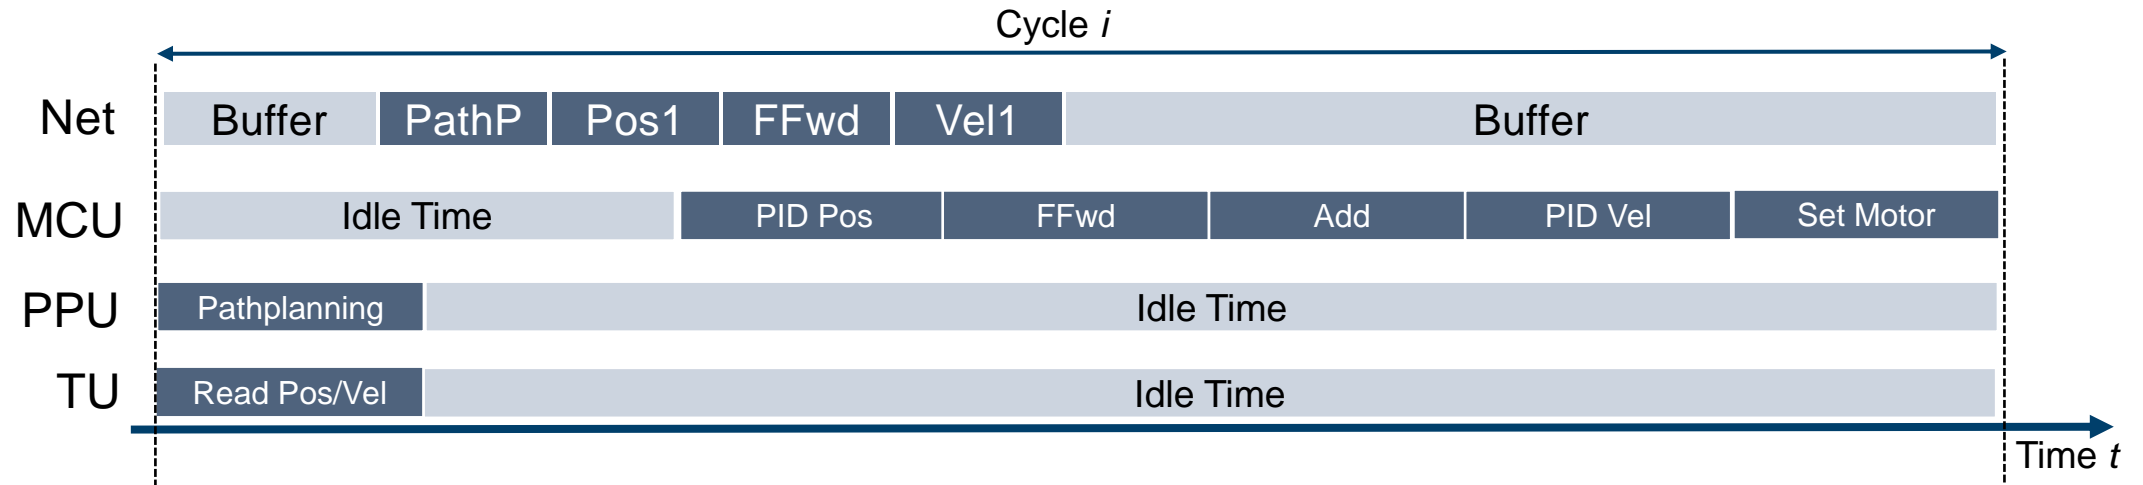 Cycle i
Net Buffer PathP Pos1 FFwd Vel1 Buffer
MCU Idle Time PID Pos FFwd Add PID Vel Set Motor
PPU Pathplanning Idle Time
TU Read Pos/Vel Idle Time
Time t